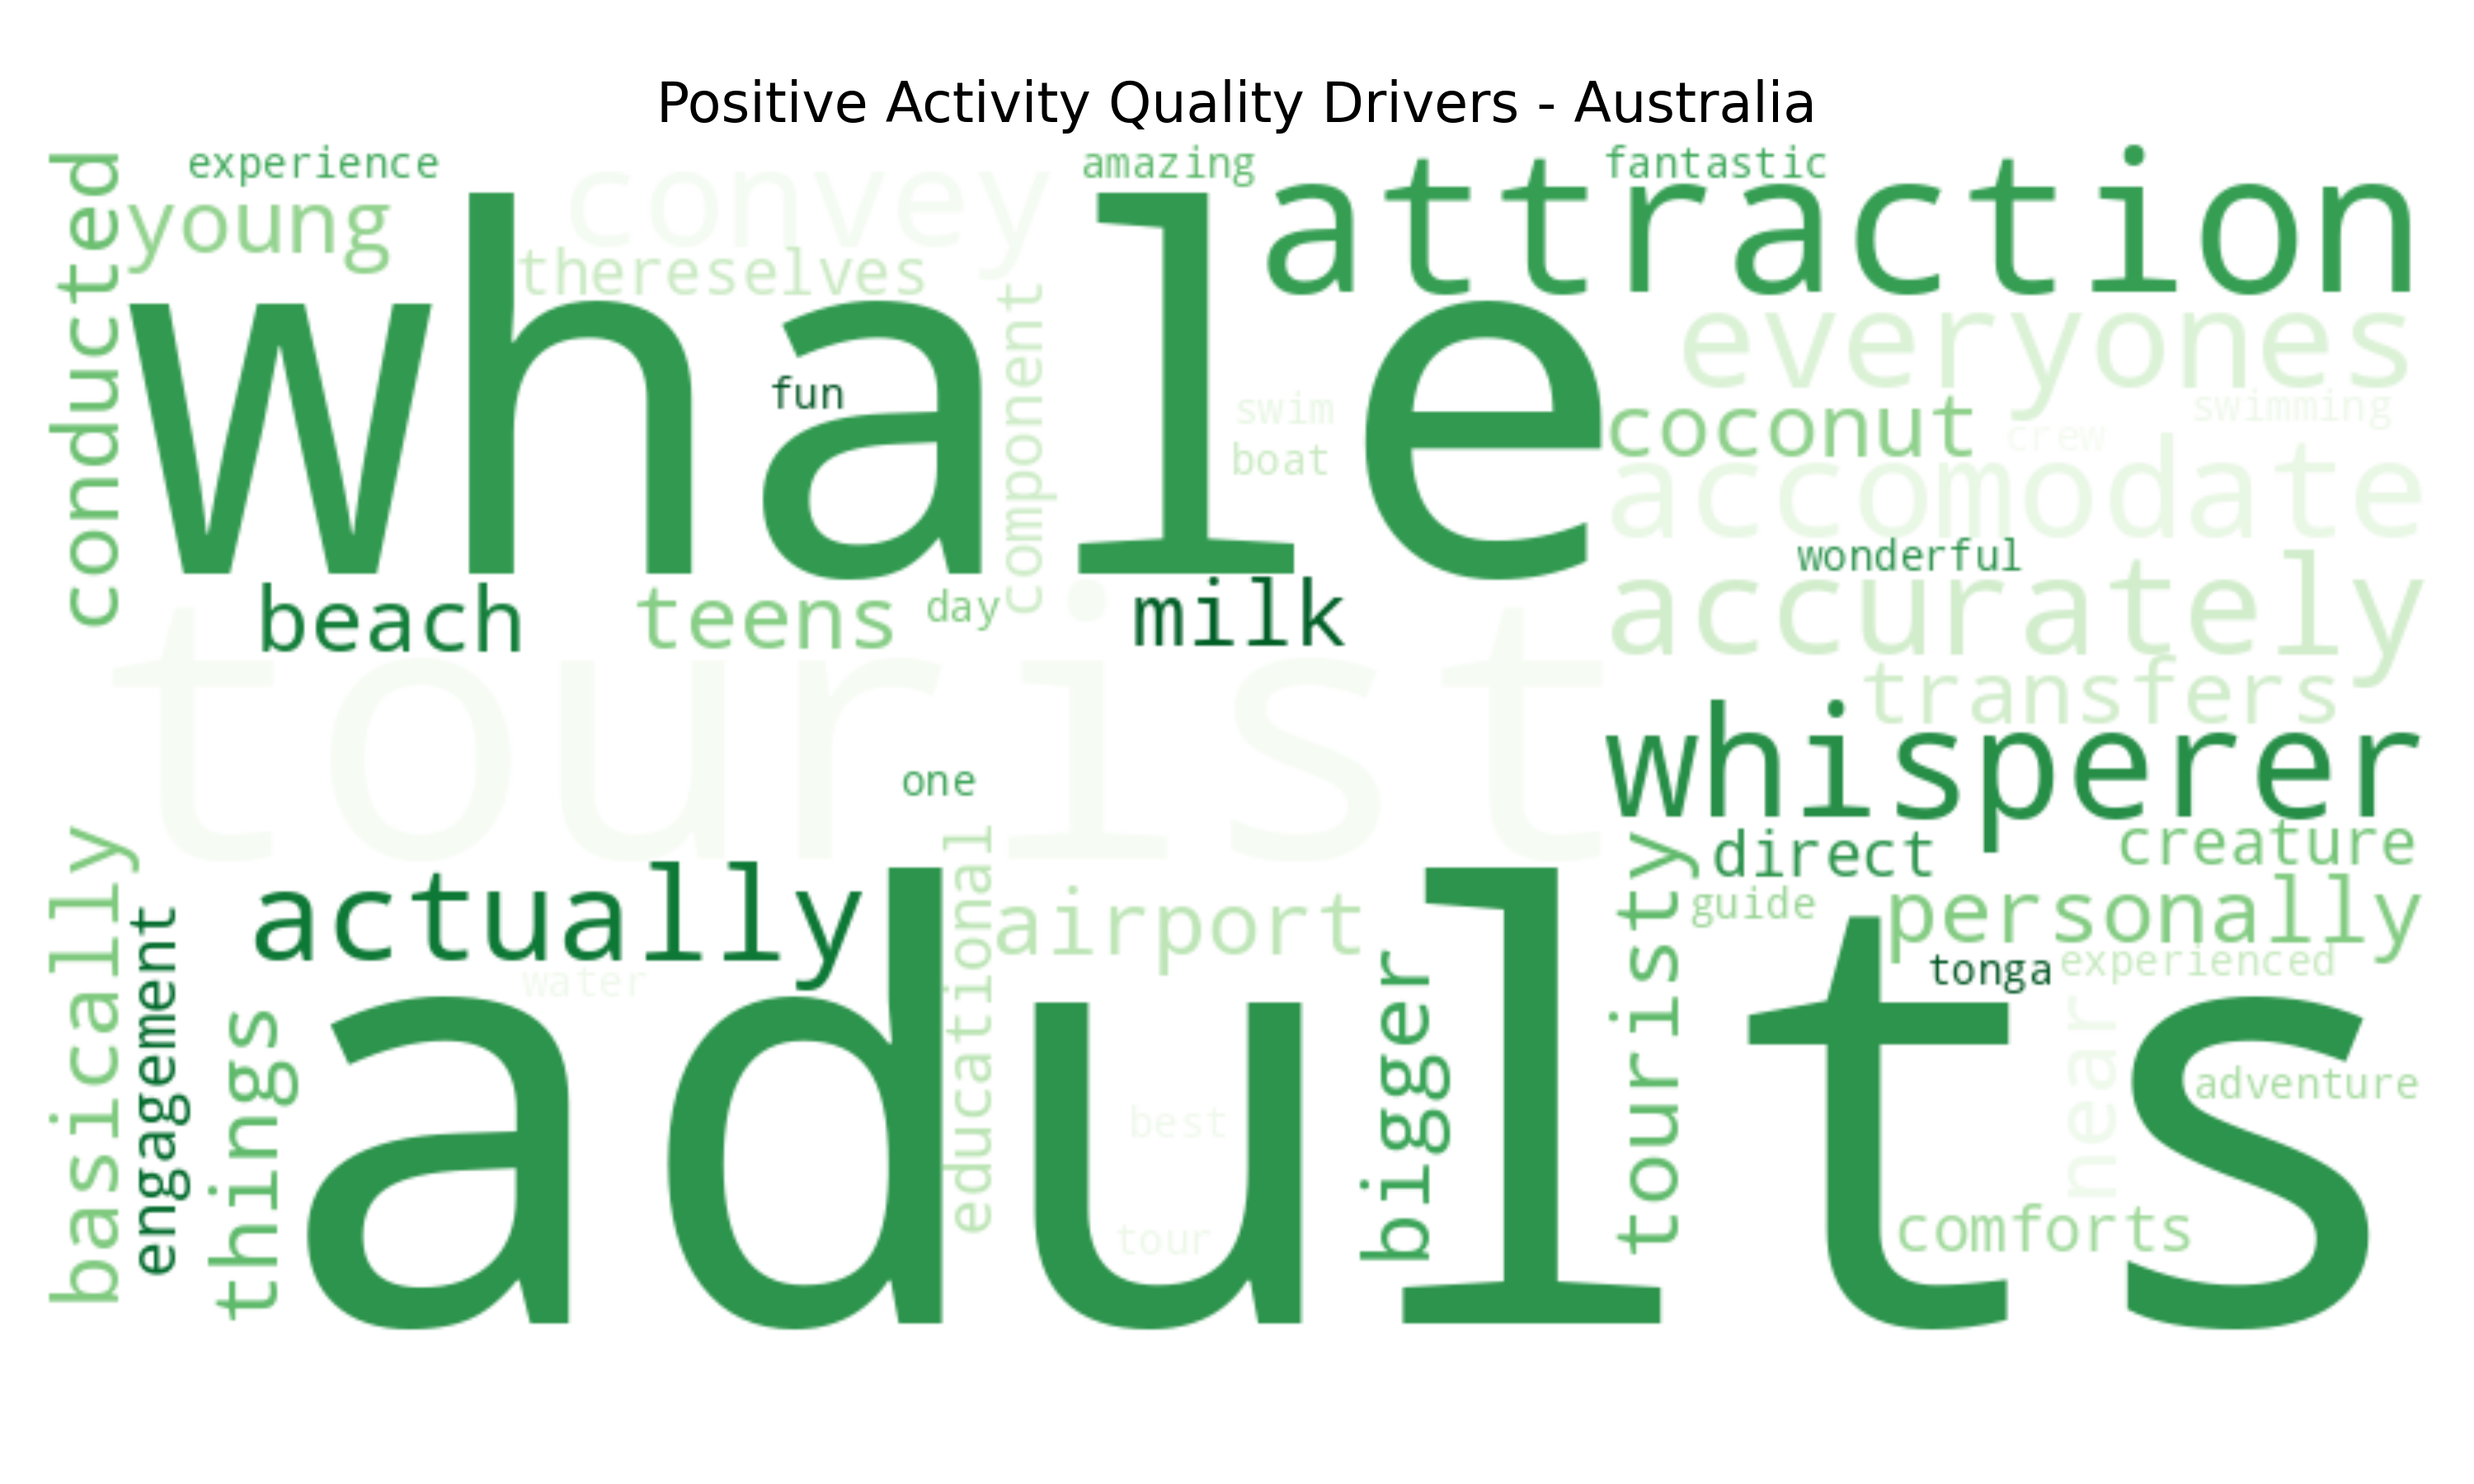 Positive Activity Quality Drivers - Australia
experience
convey
amazing
fantastic
attraction
conducted
young
thereselves
whale
component
everyones
fun
swim
swimming
coconut
crew
boat
accomodate
wonderful
beach
teens
day
milk
accurately
tourist
transfers
whisperer
one
direct
creature
basically
engagement
actually
educational
airport
touristy
guide
personally
water
bigger
tonga
experienced
things
adults
near
adventure
best
tour
comforts